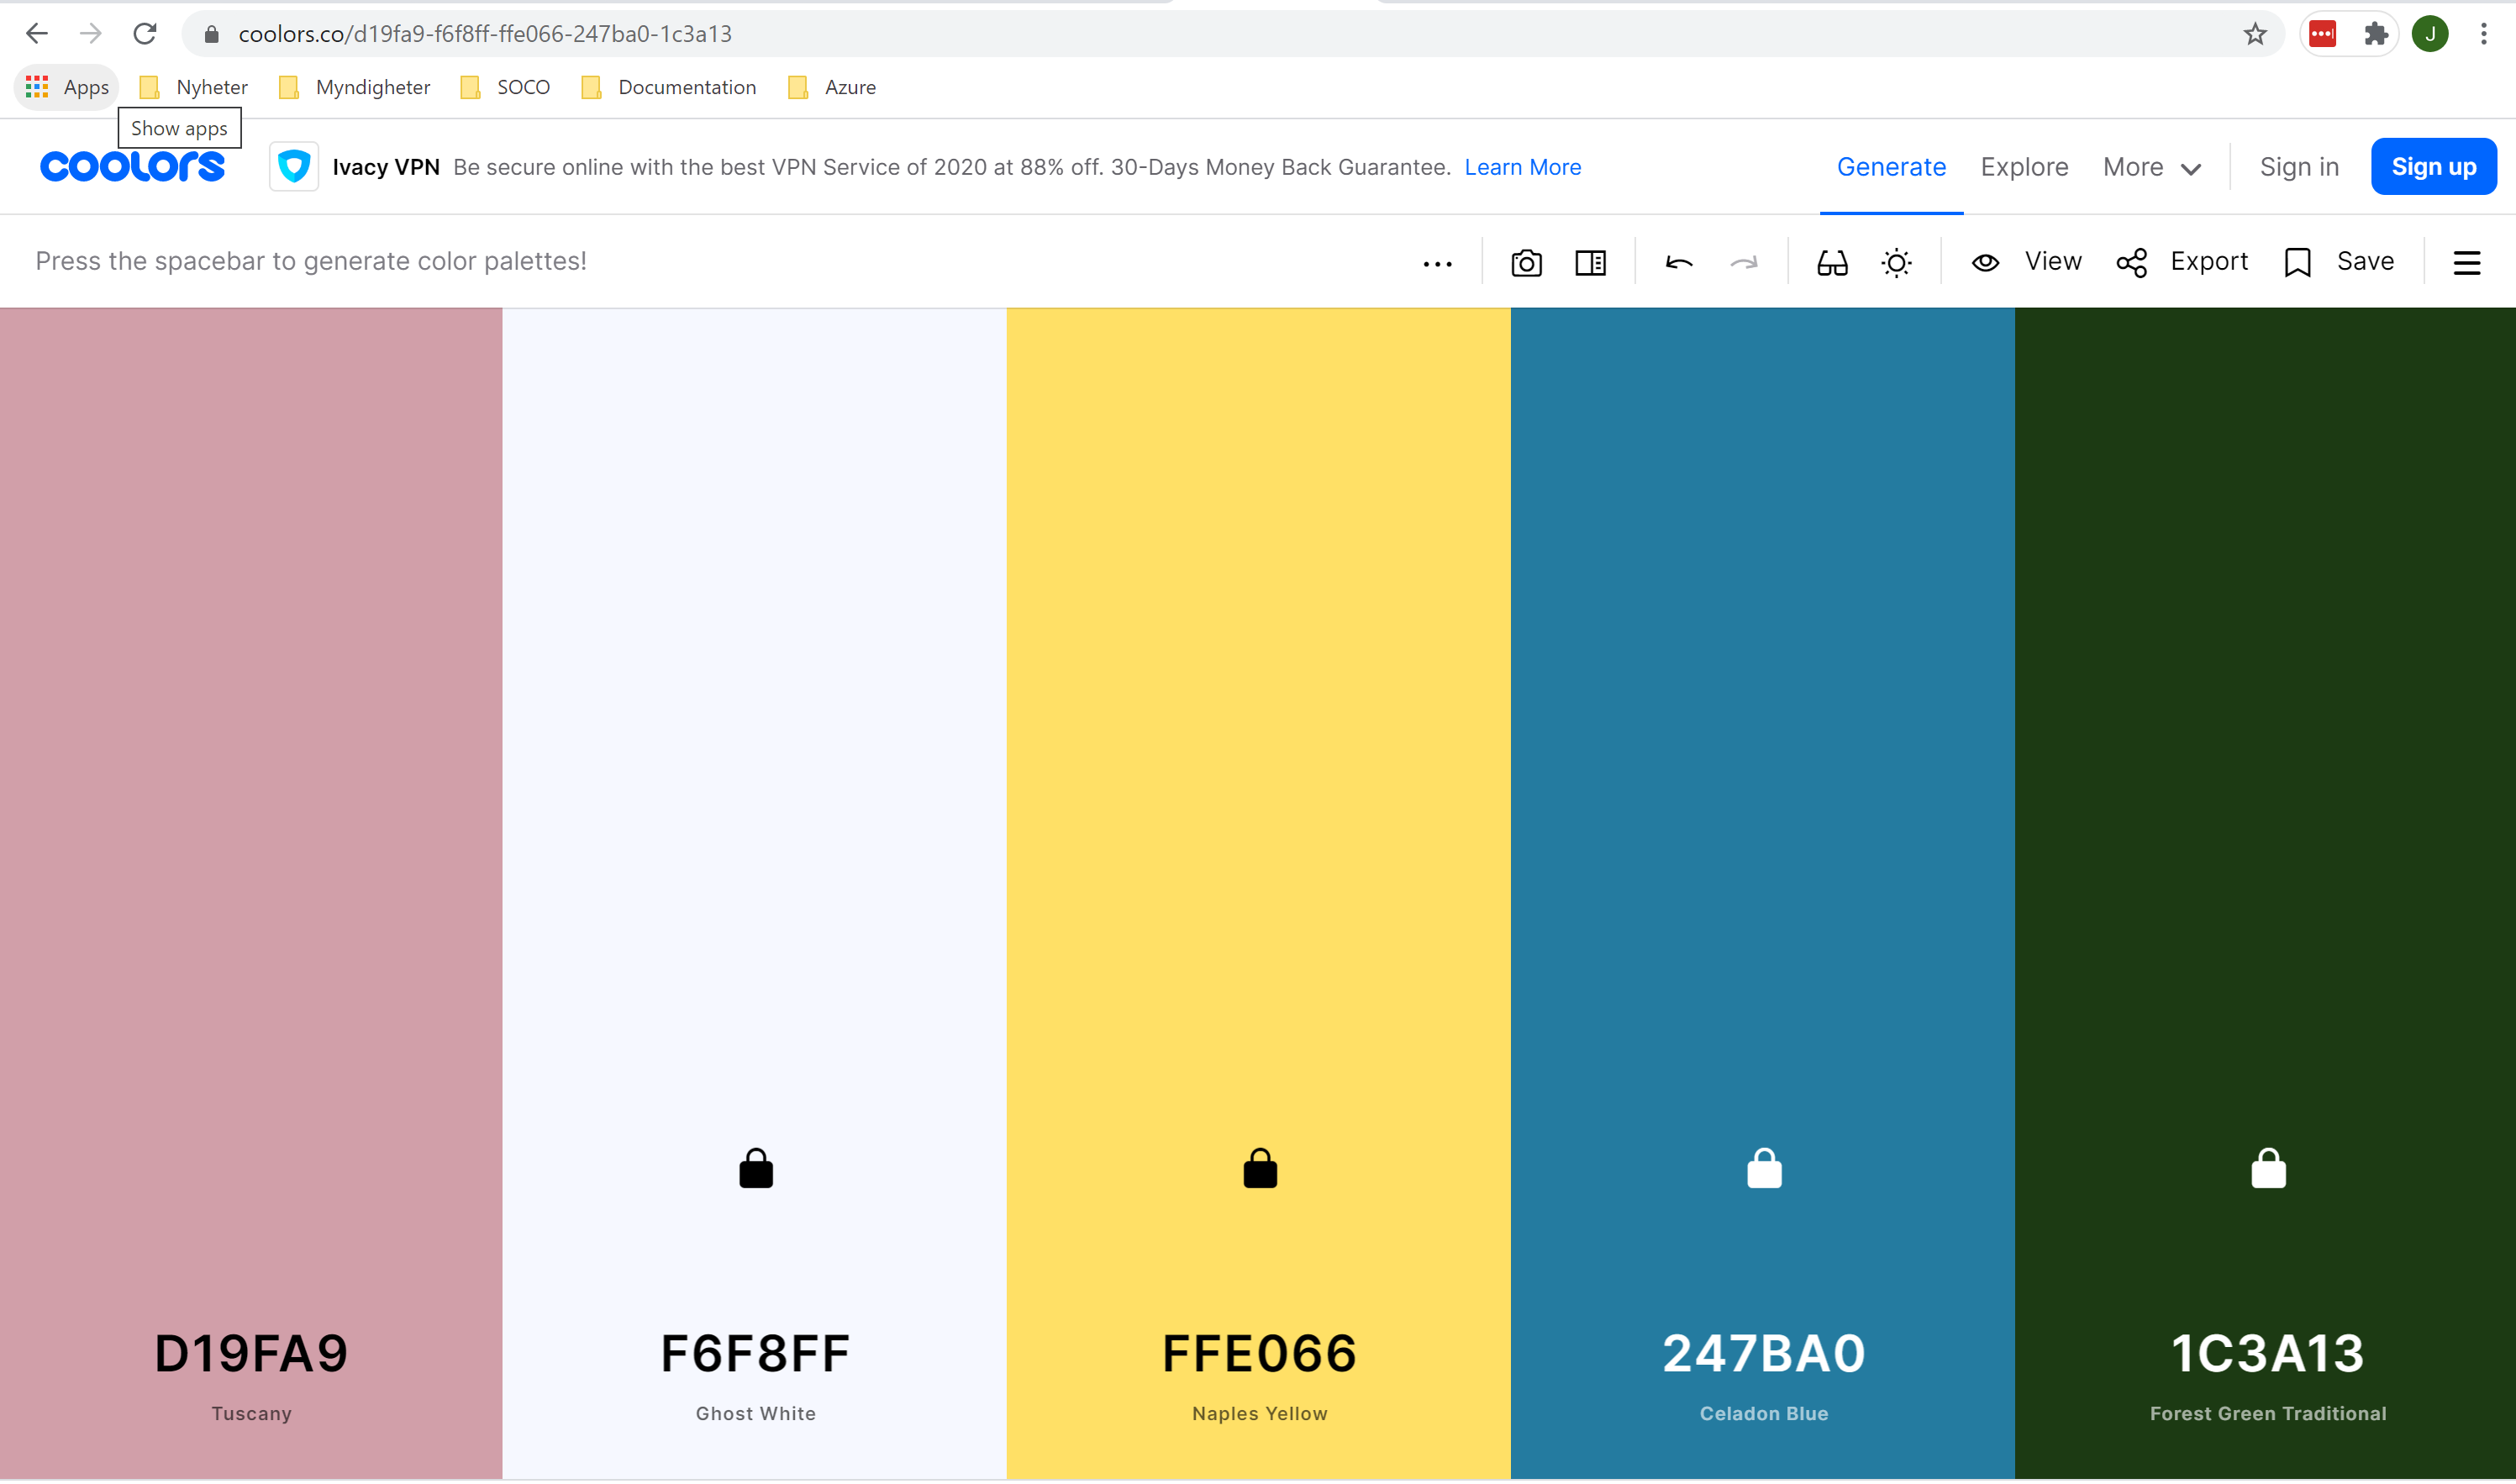 coolors.co/d19fa9-f6f8ff-ffe066-247ba0-1c3a13
J
Apps Nyheter Myndigheter SOCO Documentation Azure
Show apps
coolors Ivacy VPN Be secure online with the best VPN Service of 2020 at 88% off. 30-Days Money Back Guarantee. Learn More Generate Explore More Sign in Sign up
Press the spacebar to generate color palettes! View Export Save
D19FA9 F6F8FF FFE066 247BA0 1C3A13
Tuscany Ghost White Naples Yellow Celadon Blue Forest Green Traditional